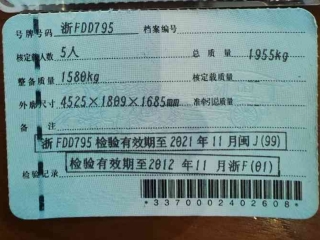 号牌号码 浙FDD795 档案编号
核定载人数 5人 总质量 1955kg
整备质量 1580kg 核定载质量
外廓尺寸 4525×1809×1685mm 准牵引总质量
备注
浙FDD795 检验有效期至2021年11月闽J(99)
检验有效期至2012年11月浙F(01)
检验记录
*3370002402608*